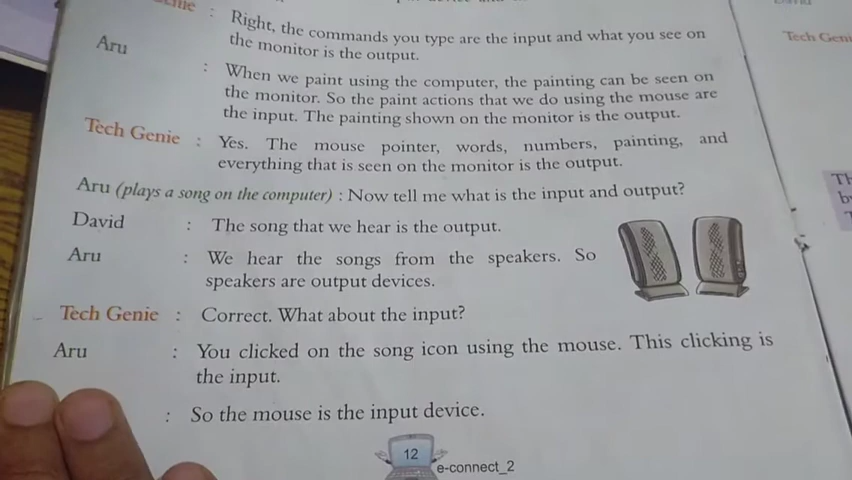 Genie : Right, the commands you type are the input and what you see on
the monitor is the output.
Aru : When we paint using the computer, the painting can be seen on
the monitor. So the paint actions that we do using the mouse are
the input. The painting shown on the monitor is the output.
Tech Genie : Yes. The mouse pointer, words, numbers, painting, and
everything that is seen on the monitor is the output.
Aru (plays a song on the computer) : Now tell me what is the input and output?
David : The song that we hear is the output.
Aru : We hear the songs from the speakers. So
speakers are output devices.
Tech Genie : Correct. What about the input?
Aru : You clicked on the song icon using the mouse. This clicking is
the input.
: So the mouse is the input device.
12
e-connect_2
Tech